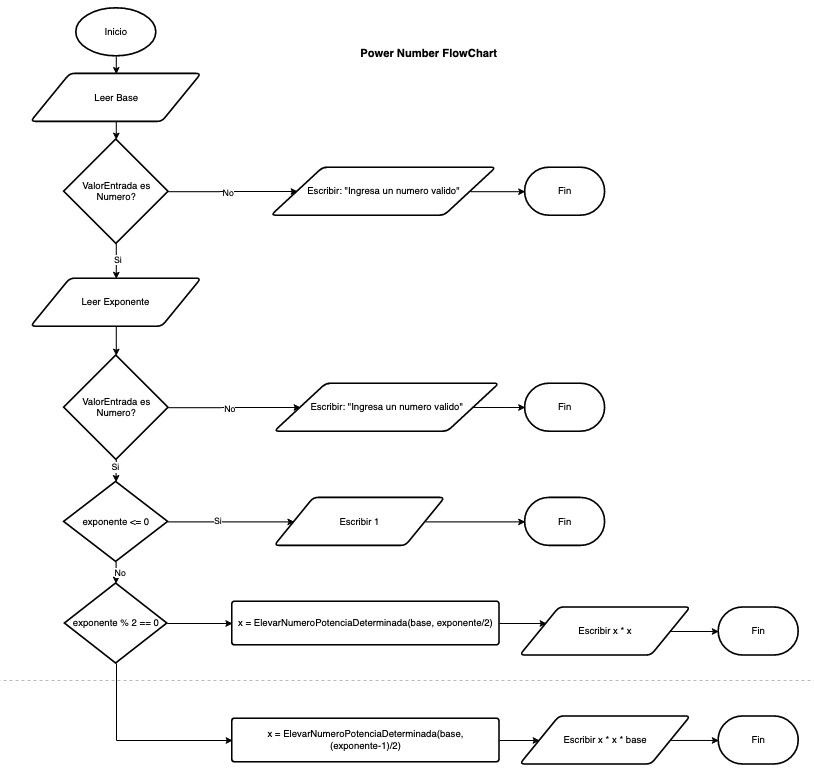 Inicio
Power Number FlowChart
Leer Base
ValorEntrada es
Numero?
No
Escribir: "Ingresa un numero valido"
Fin
Si
Leer Exponente
ValorEntrada es
Numero?
No
Escribir: "Ingresa un numero valido"
Fin
Si
exponente <= 0
Si
Escribir 1
Fin
No
exponente % 2 == 0
x = ElevarNumeroPotenciaDeterminada(base, exponente/2)
Escribir x * x
Fin
x = ElevarNumeroPotenciaDeterminada(base,
(exponente-1)/2)
Escribir x * x * base
Fin